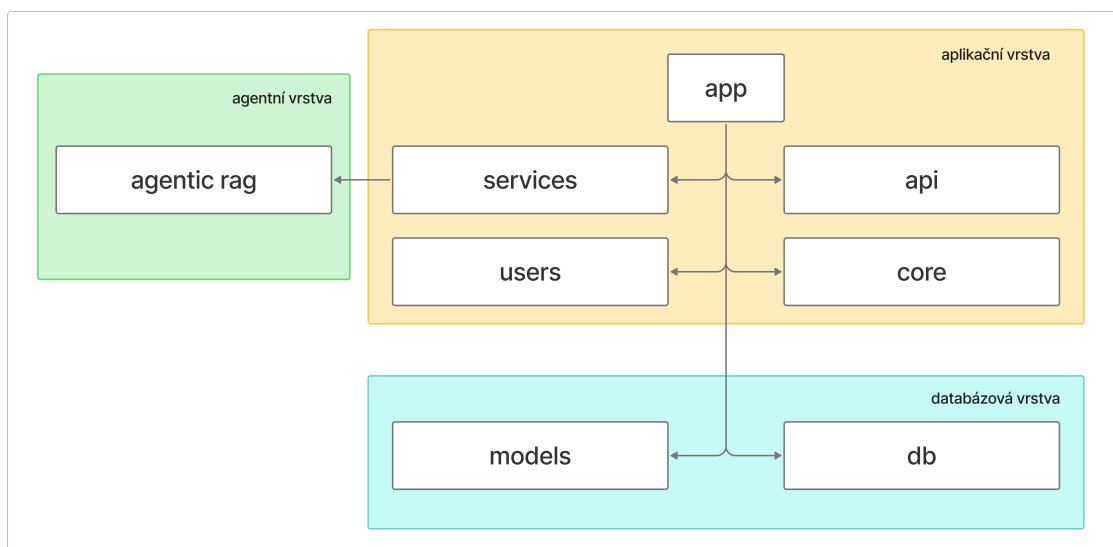 aplikační vrstva
app
agentní vrstva
agentic rag
services
api
users
core
databázová vrstva
models
db